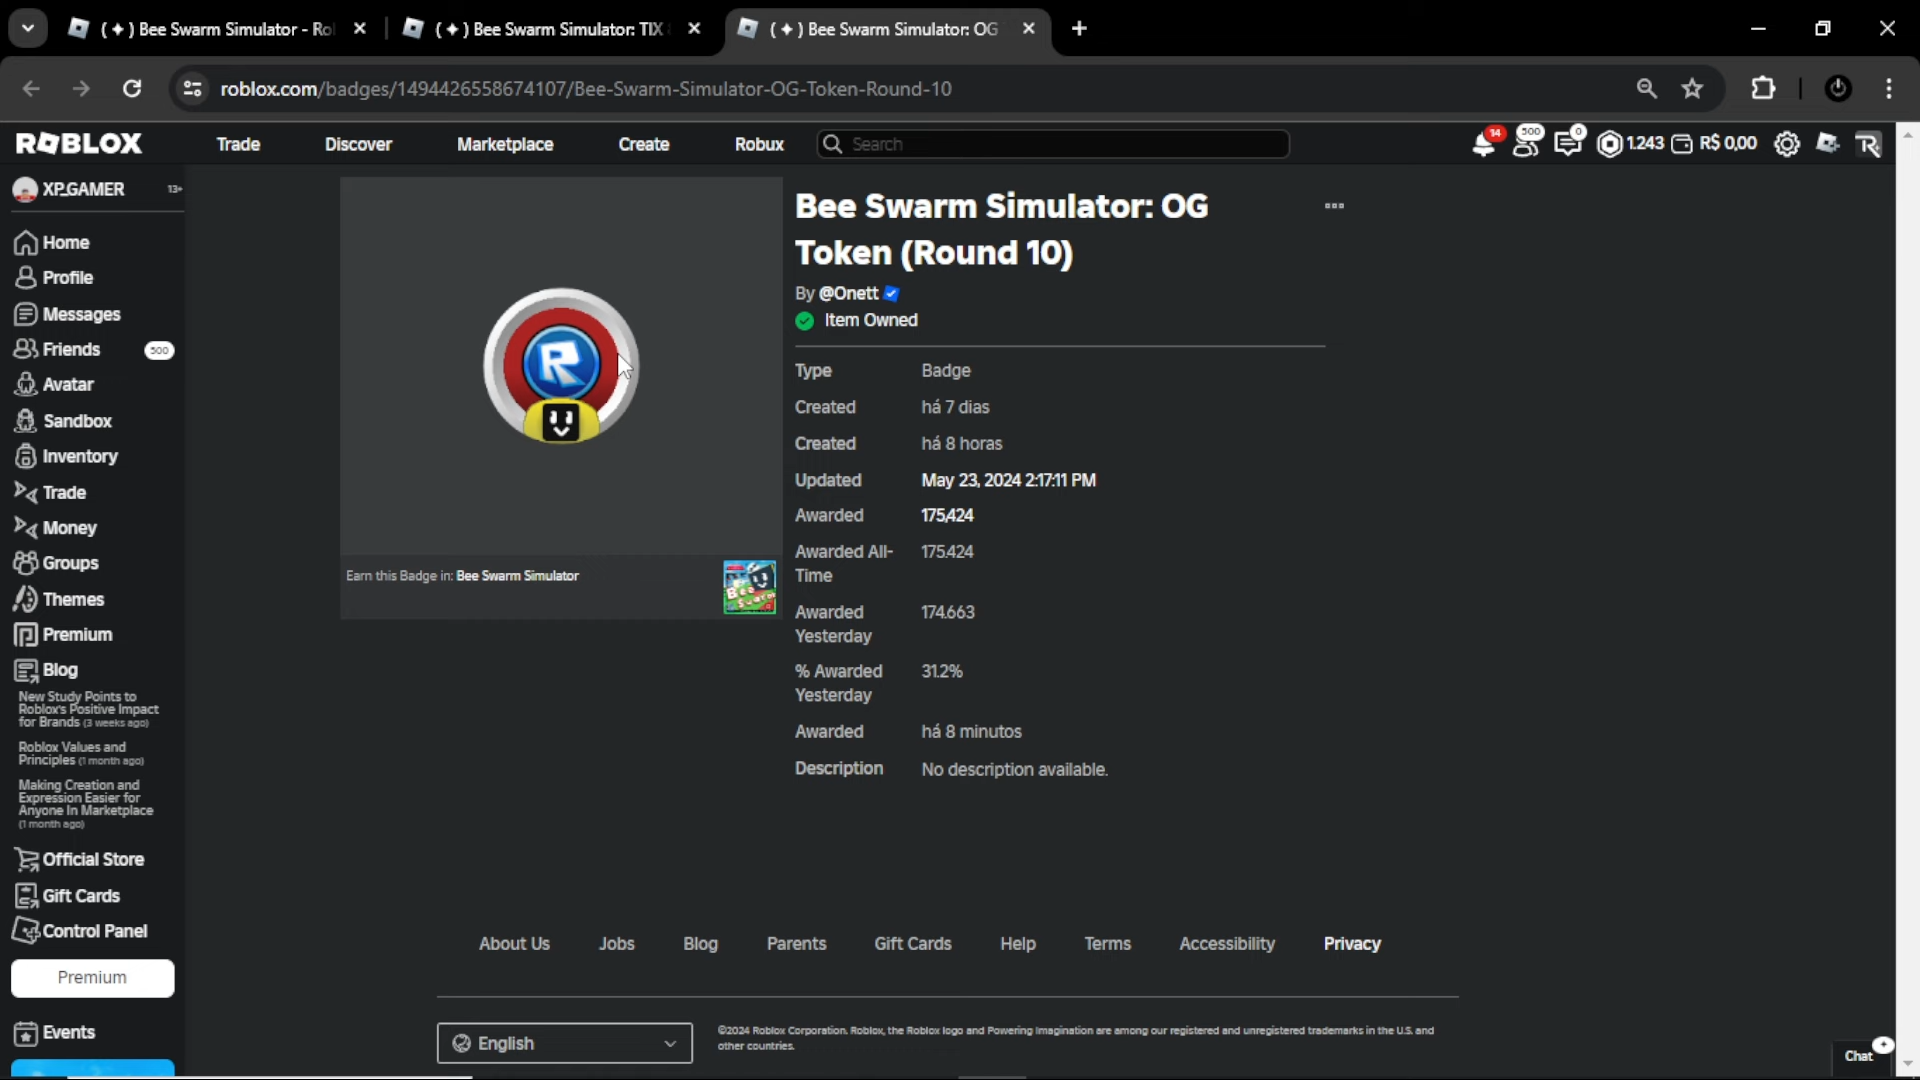 ( ✦ ) Bee Swarm Simulator - Ro
( ✦ ) Bee Swarm Simulator: TIX
( ✦ ) Bee Swarm Simulator: OG
roblox.com/badges/1494426558674107/Bee-Swarm-Simulator-OG-Token-Round-10
ROBLOX
Trade
Discover
Marketplace
Create
Robux
Search
14
500
0
1.243
R$ 0,00
XP_GAMER
13+
Home
Profile
Messages
Friends
500
Avatar
Sandbox
Inventory
Trade
Money
Groups
Themes
Premium
Blog
New Study Points to
Roblox's Positive Impact
for Brands (3 weeks ago)
Roblox Values and
Principles (1 month ago)
Making Creation and
Expression Easier for
Anyone In Marketplace
(1 month ago)
Official Store
Gift Cards
Control Panel
Premium
Events
Earn this Badge in: Bee Swarm Simulator
Bee Swarm Simulator: OG
Token (Round 10)
By @Onett
Item Owned
Type Badge
Created há 7 dias
Created há 8 horas
Updated May 23, 2024 2:17:11 PM
Awarded 175,424
Awarded All-
Time 175.424
Awarded
Yesterday 174.663
% Awarded
Yesterday 31.2%
Awarded há 8 minutos
Description No description available.
About Us
Jobs
Blog
Parents
Gift Cards
Help
Terms
Accessibility
Privacy
English
©2024 Roblox Corporation. Roblox, the Roblox logo and Powering Imagination are among our registered and unregistered trademarks in the U.S. and
other countries.
Chat